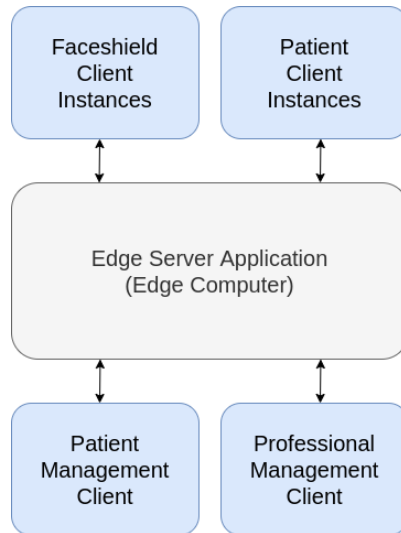 Faceshield
Client
Instances
Patient
Client
Instances
Edge Server Application
(Edge Computer)
Patient
Management
Client
Professional
Management
Client